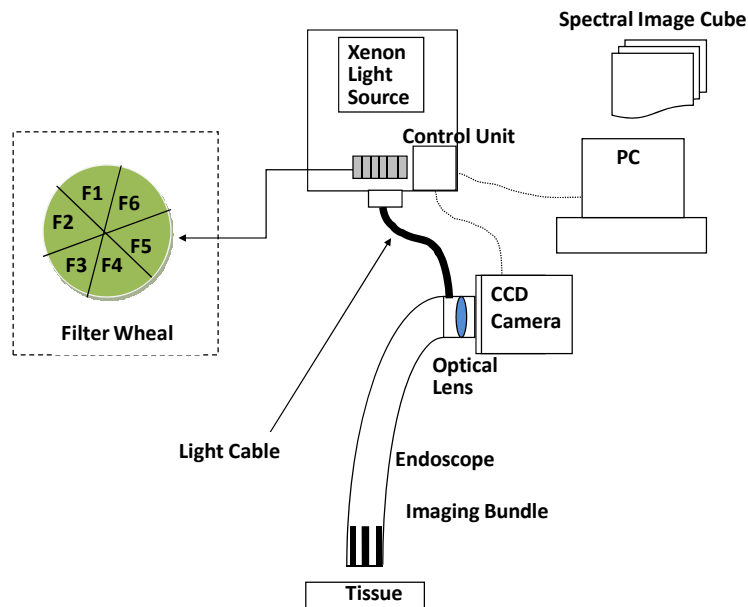 Spectral Image Cube
Xenon
Light
Source
Control Unit
PC
F1
F6
F2
F5
F3
F4
Filter Wheal
CCD
Camera
Optical
Lens
Light Cable
Endoscope
Imaging Bundle
Tissue